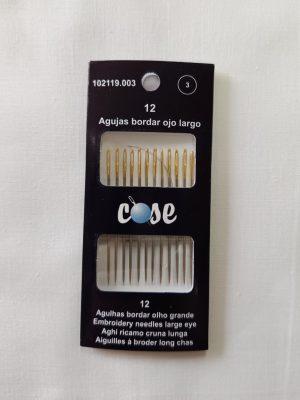 102119.003
3
12
Agujas bordar ojo largo
cose
12
Agulhas bordar olho grande
Embroidery needles large eye
Aghi ricamo cruna lunga
Aiguilles à broder long chas